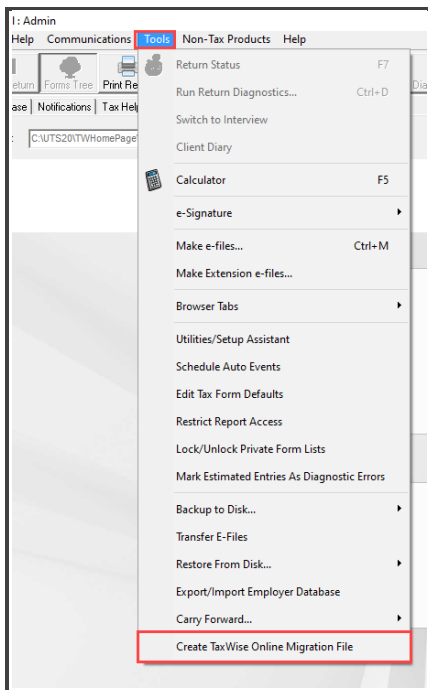 : Admin
Help Communications Tools Non-Tax Products Help
eturn Forms Tree Print Re Dia
ase Notifications Tax Hel
: C:\UTS20\TWHomePage
Return Status F7
Run Return Diagnostics... Ctrl+D
Switch to Interview
Client Diary
Calculator F5
e-Signature
Make e-files... Ctrl+M
Make Extension e-files...
Browser Tabs
Utilities/Setup Assistant
Schedule Auto Events
Edit Tax Form Defaults
Restrict Report Access
Lock/Unlock Private Form Lists
Mark Estimated Entries As Diagnostic Errors
Backup to Disk...
Transfer E-Files
Restore From Disk...
Export/Import Employer Database
Carry Forward...
Create TaxWise Online Migration File